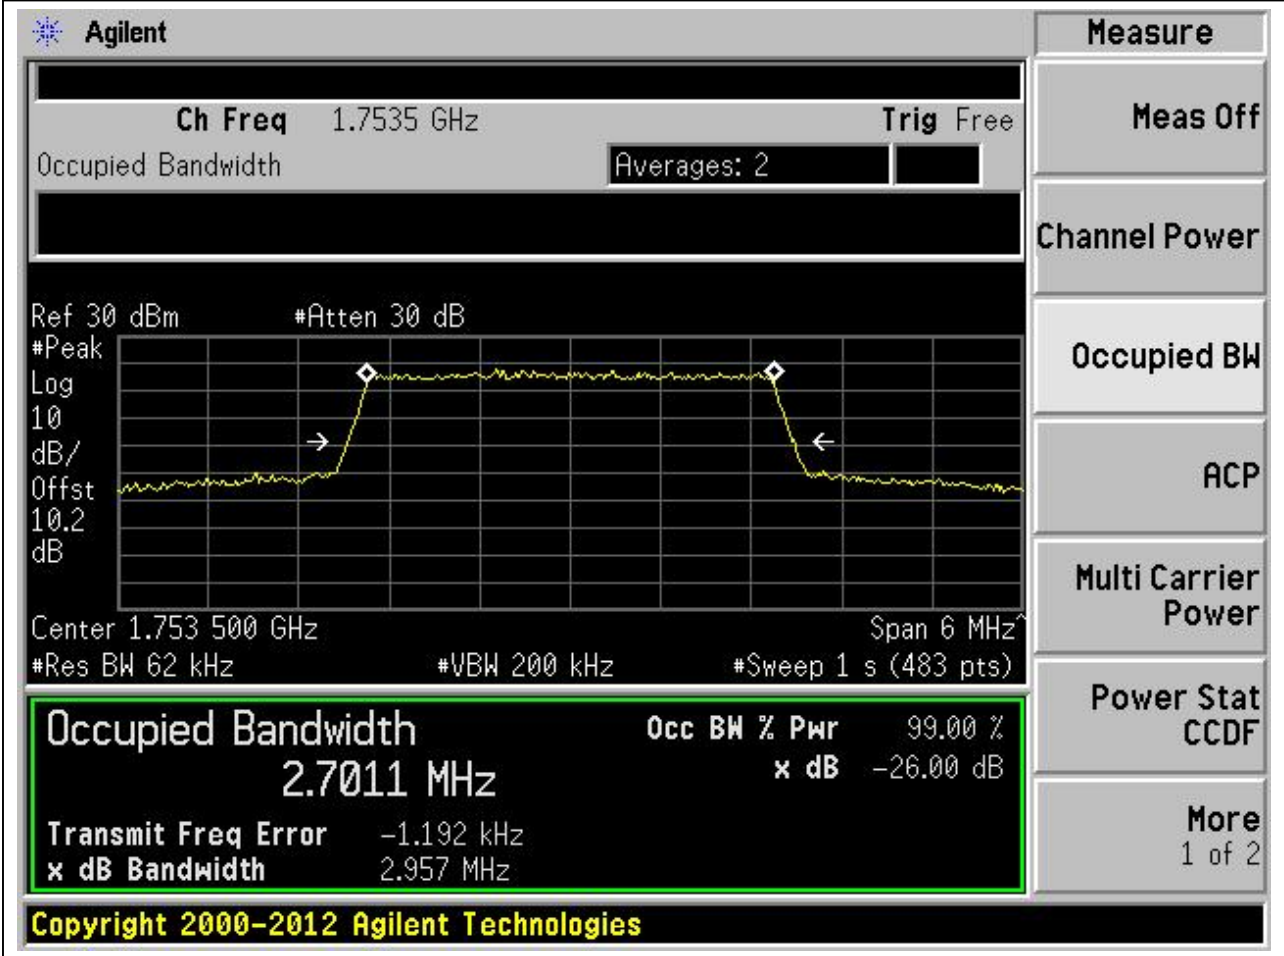 Agilent
Measure
Ch Freq 1.7535 GHz Trig Free
Occupied Bandwidth Averages: 2
Meas Off
Channel Power
Occupied BW
ACP
Multi Carrier
Power
Power Stat
CCDF
More
1 of 2
Ref 30 dBm #Atten 30 dB
#Peak
Log
10
dB/
Offst
10.2
dB
Center 1.753 500 GHz Span 6 MHz^
#Res BW 62 kHz #VBW 200 kHz #Sweep 1 s (483 pts)
Occupied Bandwidth Occ BW % Pwr 99.00 %
2.7011 MHz x dB -26.00 dB
Transmit Freq Error -1.192 kHz
x dB Bandwidth 2.957 MHz
Copyright 2000-2012 Agilent Technologies